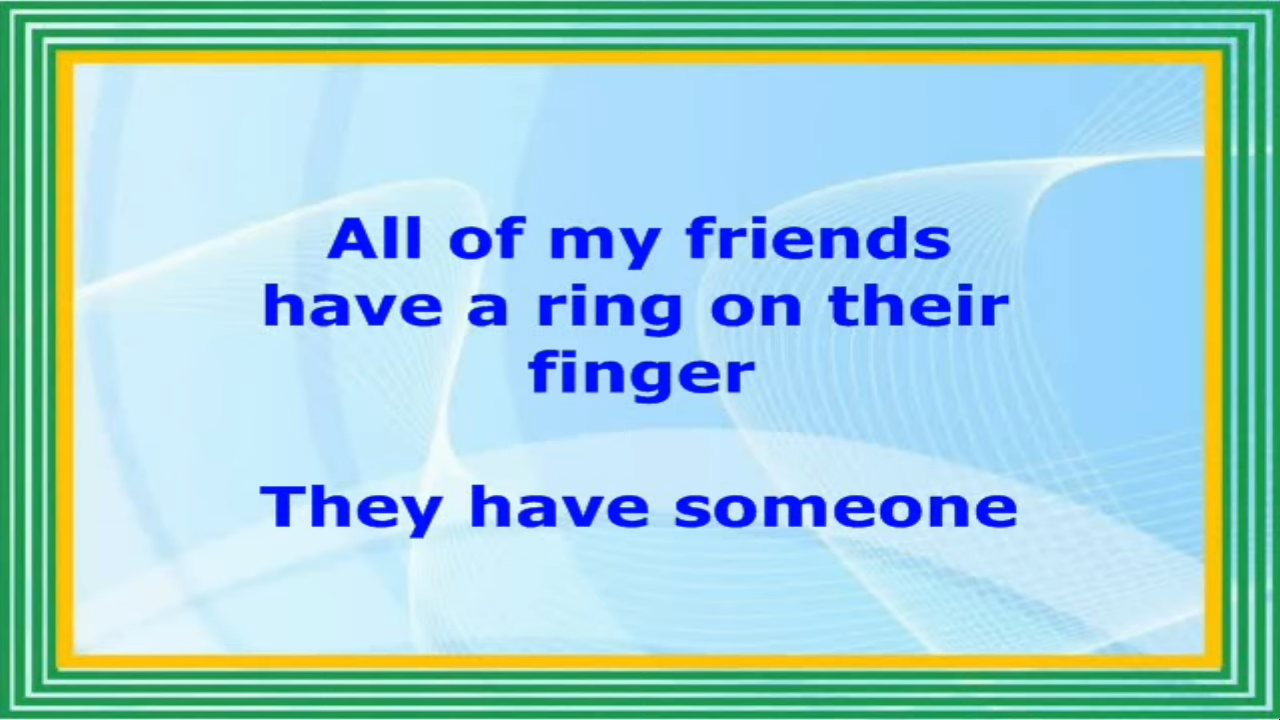 All of my friends
have a ring on their
finger
They have someone